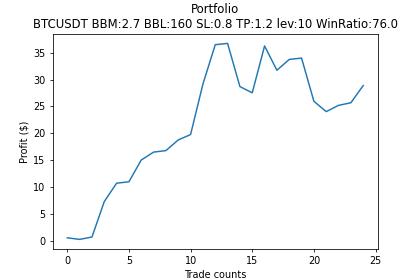 Portfolio
BTCUSDT BBM:2.7 BBL:160 SL:0.8 TP:1.2 lev:10 WinRatio:76.0
Profit ($)
35
30
25
20
15
10
5
0
0 5 10 15 20 25
Trade counts